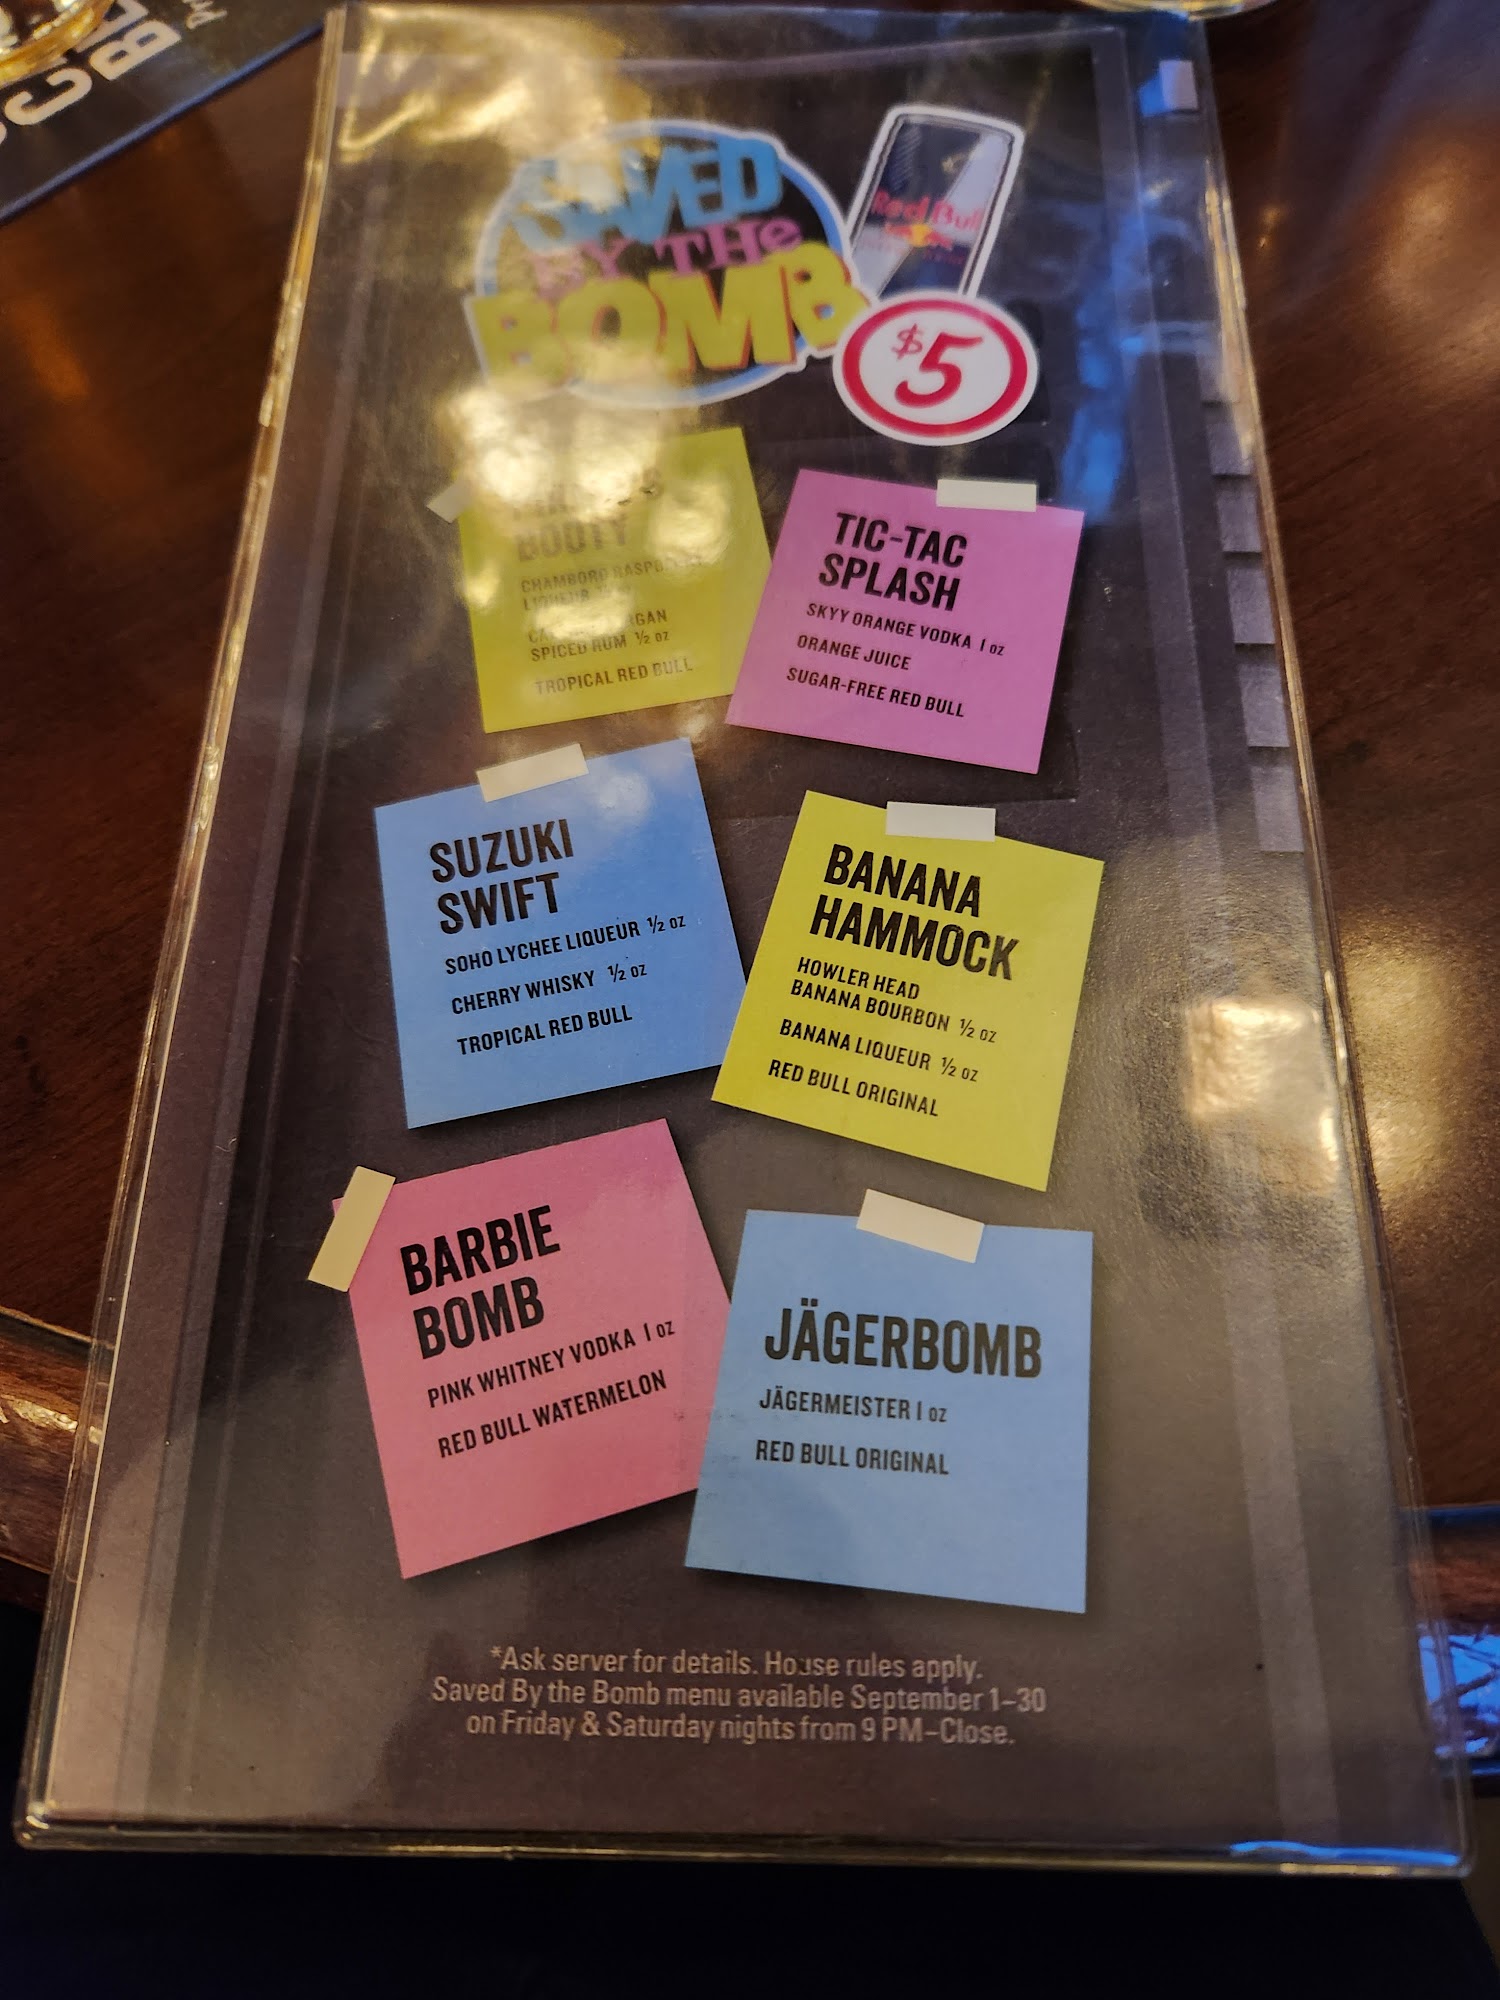 SAVED
BY THE
BOMB
Red Bull
$5
BOUTY
CHAMBORD RASPBERRY
LIQUEUR
SPICED RUM ½ oz
TROPICAL RED BULL
TIC-TAC
SPLASH
SKYY ORANGE VODKA 1 oz
ORANGE JUICE
SUGAR-FREE RED BULL
SUZUKI
SWIFT
SOHO LYCHEE LIQUEUR ½ oz
CHERRY WHISKY ½ oz
TROPICAL RED BULL
BANANA
HAMMOCK
HOWLER HEAD
BANANA BOURBON ½ oz
BANANA LIQUEUR ½ oz
RED BULL ORIGINAL
BARBIE
BOMB
PINK WHITNEY VODKA 1 oz
RED BULL WATERMELON
JÄGERBOMB
JÄGERMEISTER 1 oz
RED BULL ORIGINAL
*Ask server for details. House rules apply.
Saved By the Bomb menu available September 1–30
on Friday & Saturday nights from 9 PM–Close.